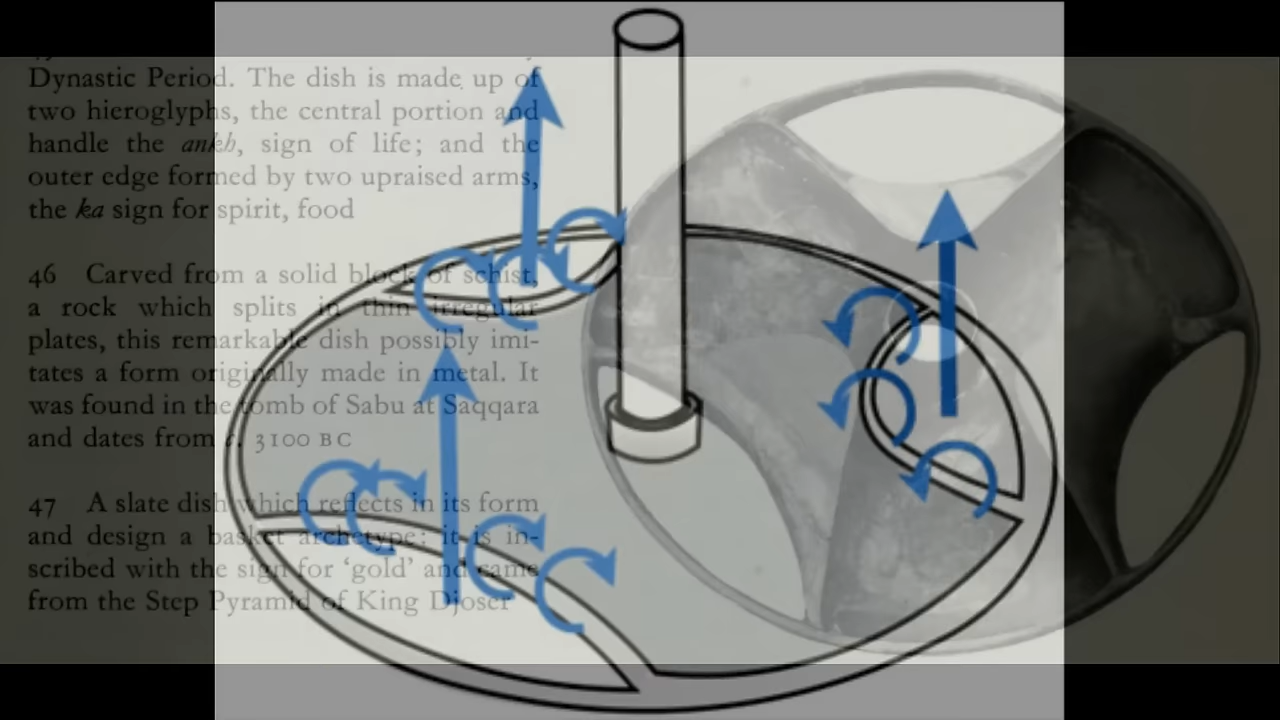 Dynastic Period. The dish is made up of
two hieroglyphs, the central portion and
handle the ankh, sign of life; and the
outer edge formed by two upraised arms,
the ka sign for spirit, food
46 Carved from a solid block of schist,
a rock which splits in thin irregular
plates, this remarkable dish possibly imi-
tates a form originally made in metal. It
was found in the tomb of Sabu at Saqqara
and dates from c. 3100 BC
47 A slate dish which reflects in its form
and design a basket archetype; it is in-
scribed with the sign for ‘gold’ and came
from the Step Pyramid of King Djoser